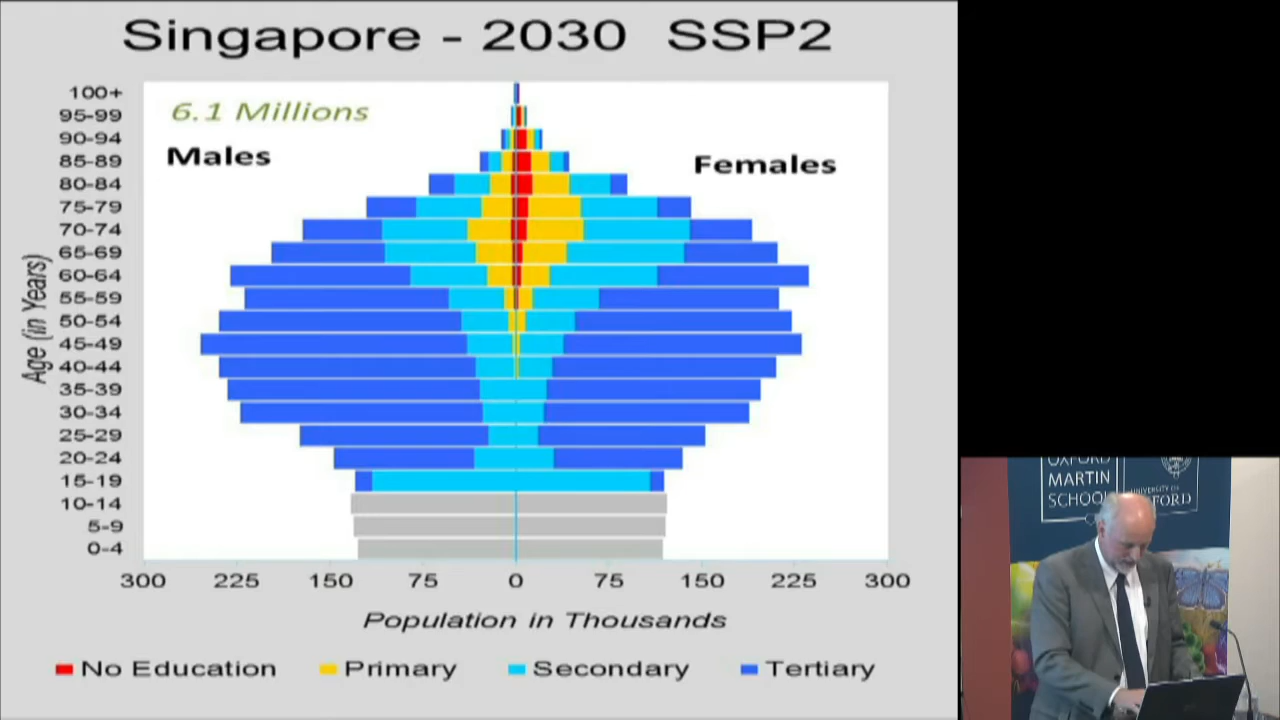 Singapore - 2030 SSP2
6.1 Millions
Males
Females
Age (in Years)
100+
95-99
90-94
85-89
80-84
75-79
70-74
65-69
60-64
55-59
50-54
45-49
40-44
35-39
30-34
25-29
20-24
15-19
10-14
5-9
0-4
300 225 150 75 0 75 150 225 300
Population in Thousands
No Education Primary Secondary Tertiary
OXFORD
MARTIN
SCHOOL
UNIVERSITY OF